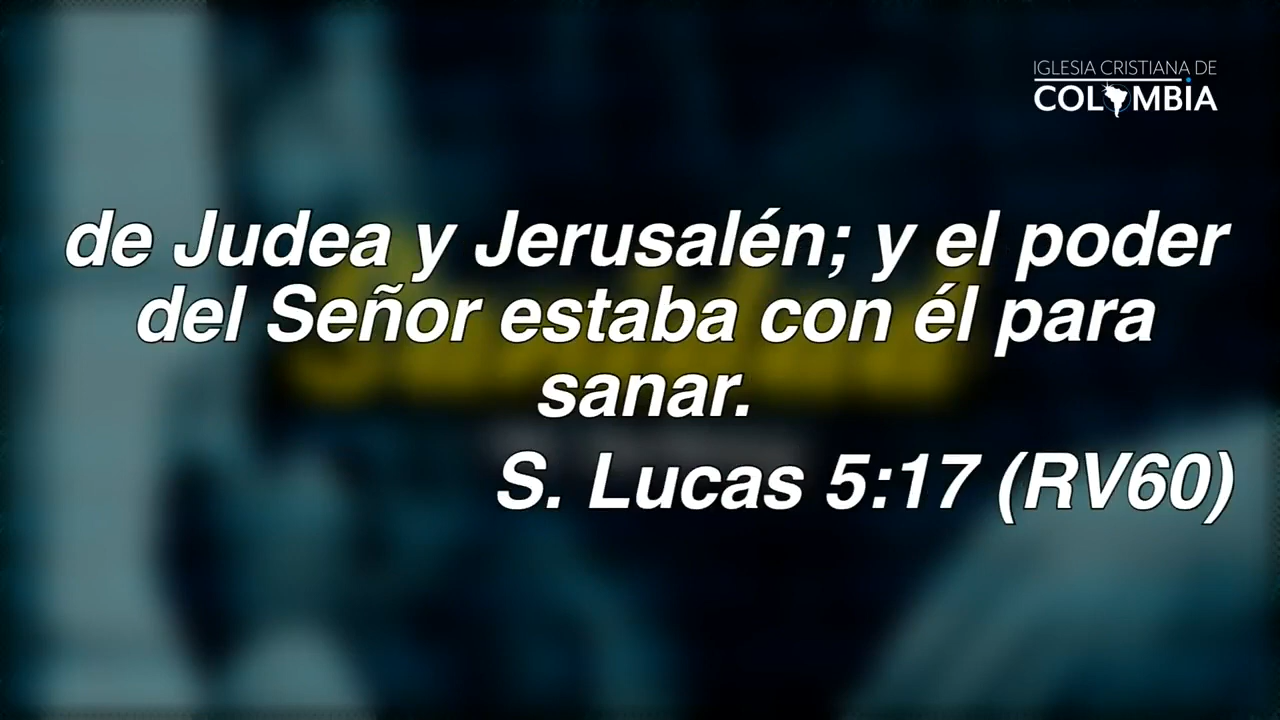 IGLESIA CRISTIANA DE
COLOMBIA
de Judea y Jerusalén; y el poder
del Señor estaba con él para
sanar.
S. Lucas 5:17 (RV60)